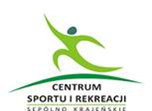 CENTRUM
SPORTU I REKREACJI
SĘPÓLNO KRAJEŃSKIE